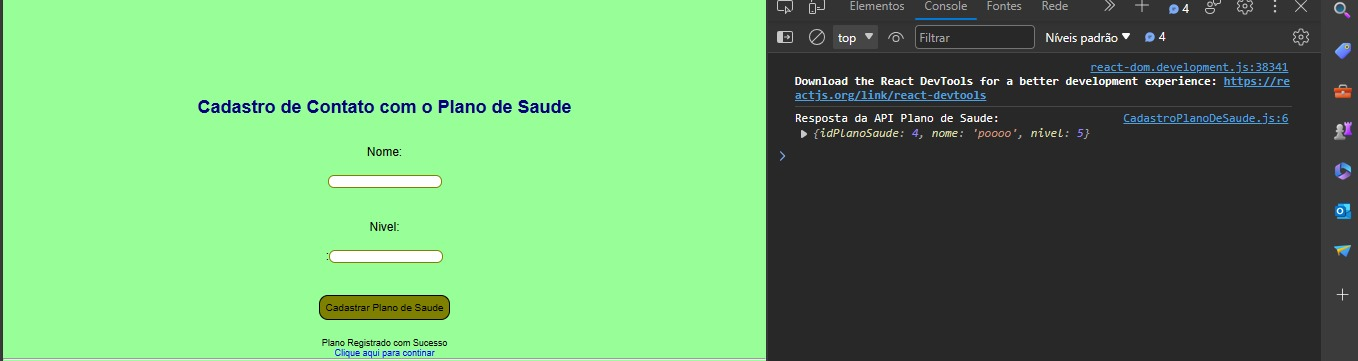 Cadastro de Contato com o Plano de Saude
Nome:
Nivel:
:
Cadastrar Plano de Saude
Plano Registrado com Sucesso
Clique aqui para continar
Elementos Console Fontes Rede 4
top Filtrar Níveis padrão 4
react-dom.development.js:38341
Download the React DevTools for a better development experience: https://re
actjs.org/link/react-devtools
Resposta da API Plano de Saude: CadastroPlanoDeSaude.js:6
{idPlanoSaude: 4, nome: 'poooo', nivel: 5}